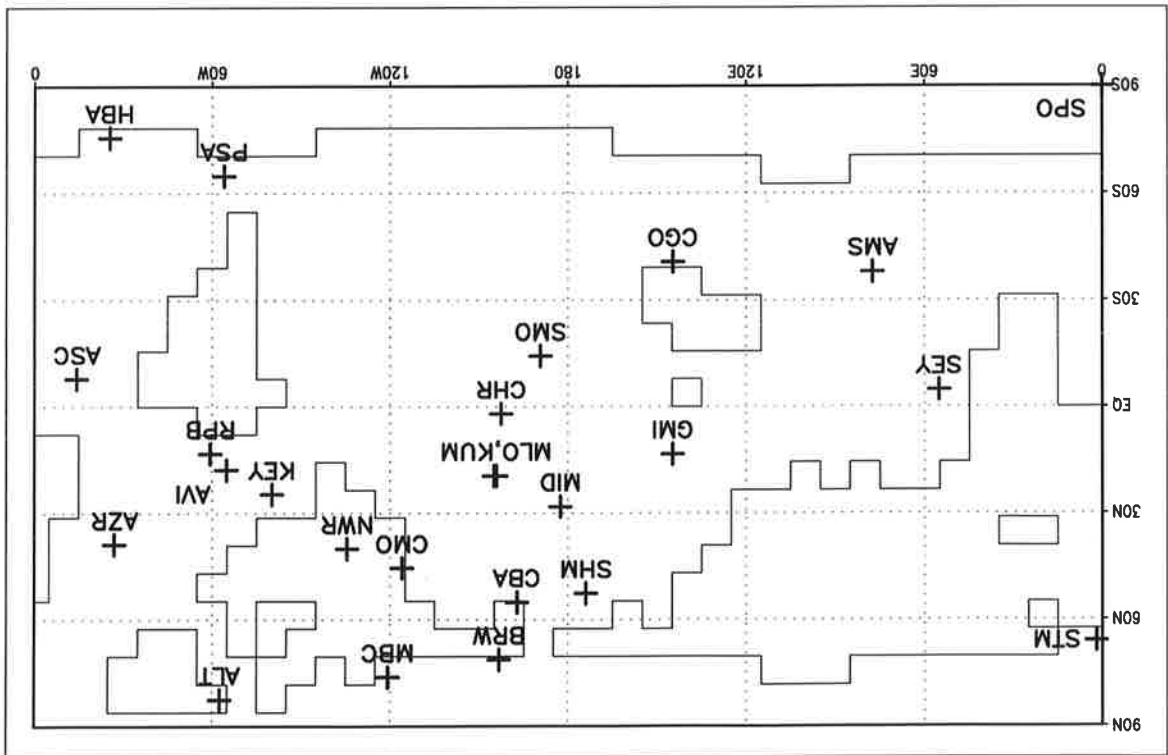 90N
ALT
MBC
STM
BRW
60N
SHM
CBA
CMO
NWR
AZR
30N
AVI
MID
KEY
MLO,KUM
GMI
RPB
EQ
CHR
SEY
ASC
SMO
30S
AMS
CGO
60S
PSA
HBA
SPO
90S
0 60E 120E 180 120W 60W 0